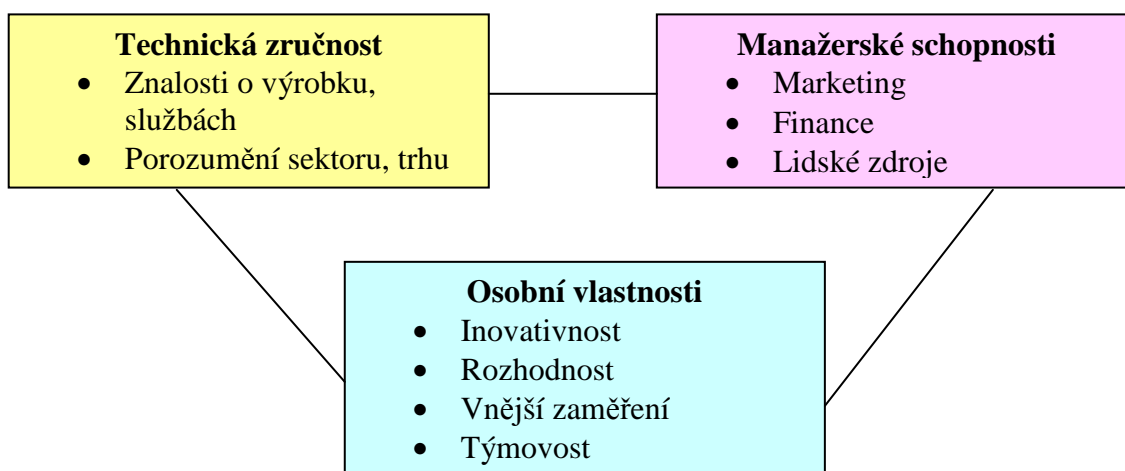 Technická zručnost
• Znalosti o výrobku,
službách
• Porozumění sektoru, trhu
Manažerské schopnosti
• Marketing
• Finance
• Lidské zdroje
Osobní vlastnosti
• Inovativnost
• Rozhodnost
• Vnější zaměření
• Týmovost